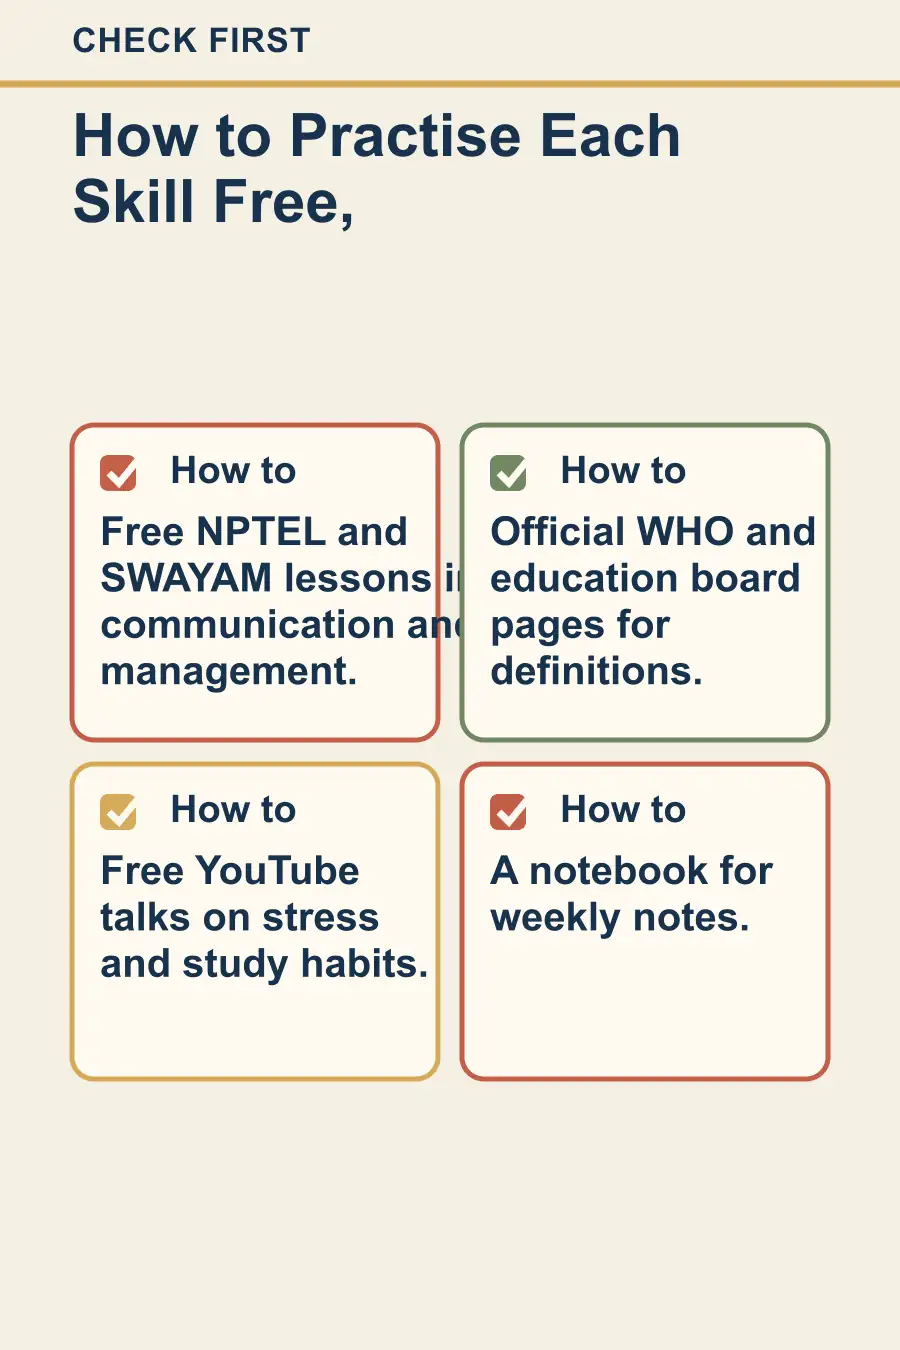 CHECK FIRST
How to Practise Each
Skill Free,
How to
Free NPTEL and
SWAYAM lessons
communication
management.
How to
Official WHO and
education board
pages for
definitions.
How to
Free YouTube
talks on stress
and study habits.
How to
A notebook for
weekly notes.